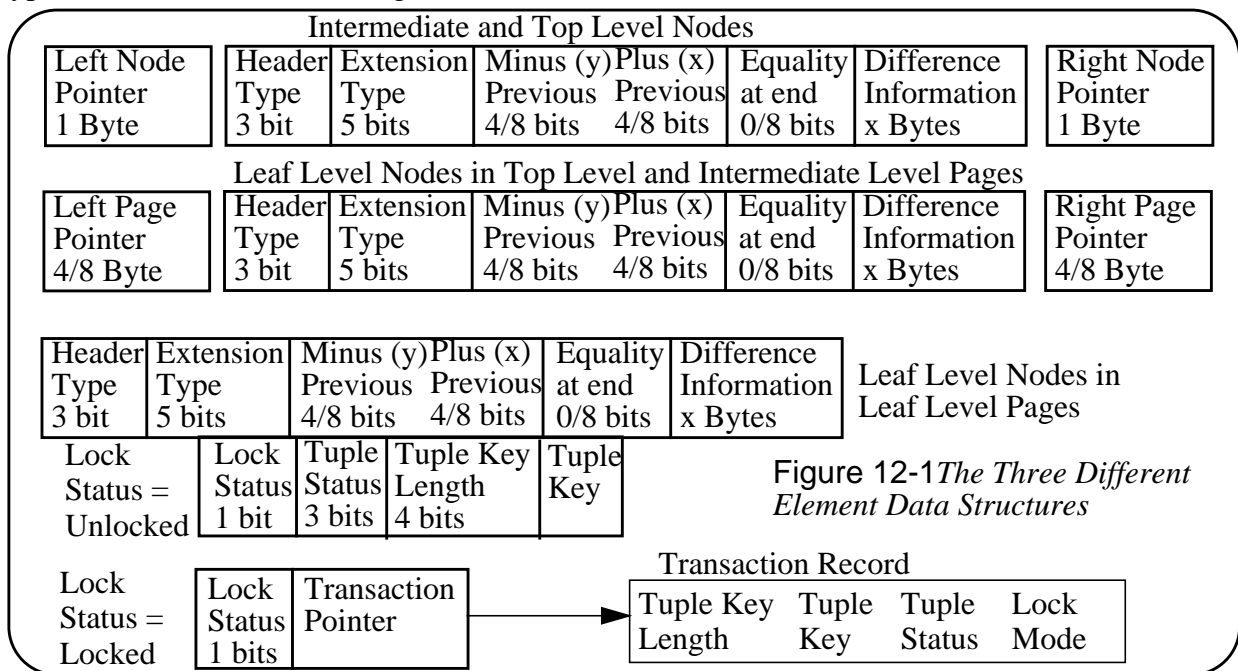 Intermediate and Top Level Nodes
Left Node Header Extension Minus (y) Plus (x) Equality Difference Right Node
Pointer Type Type Previous Previous at end Information Pointer
1 Byte 3 bit 5 bits 4/8 bits 4/8 bits 0/8 bits x Bytes 1 Byte
Leaf Level Nodes in Top Level and Intermediate Level Pages
Left Page Header Extension Minus (y) Plus (x) Equality Difference Right Page
Pointer Type Type Previous Previous at end Information Pointer
4/8 Byte 3 bit 5 bits 4/8 bits 4/8 bits 0/8 bits x Bytes 4/8 Byte
Header Extension Minus (y) Plus (x) Equality Difference
Type Type Previous Previous at end Information
3 bit 5 bits 4/8 bits 4/8 bits 0/8 bits x Bytes
Leaf Level Nodes in
Leaf Level Pages
Lock Lock Tuple Tuple Key Tuple
Status = Status Status Length Key
Unlocked 1 bit 3 bits 4 bits
Figure 12-1 The Three Different
Element Data Structures
Lock Lock Transaction
Status = Status Pointer
Locked 1 bits
Transaction Record
Tuple Key Tuple Tuple Lock
Length Key Status Mode